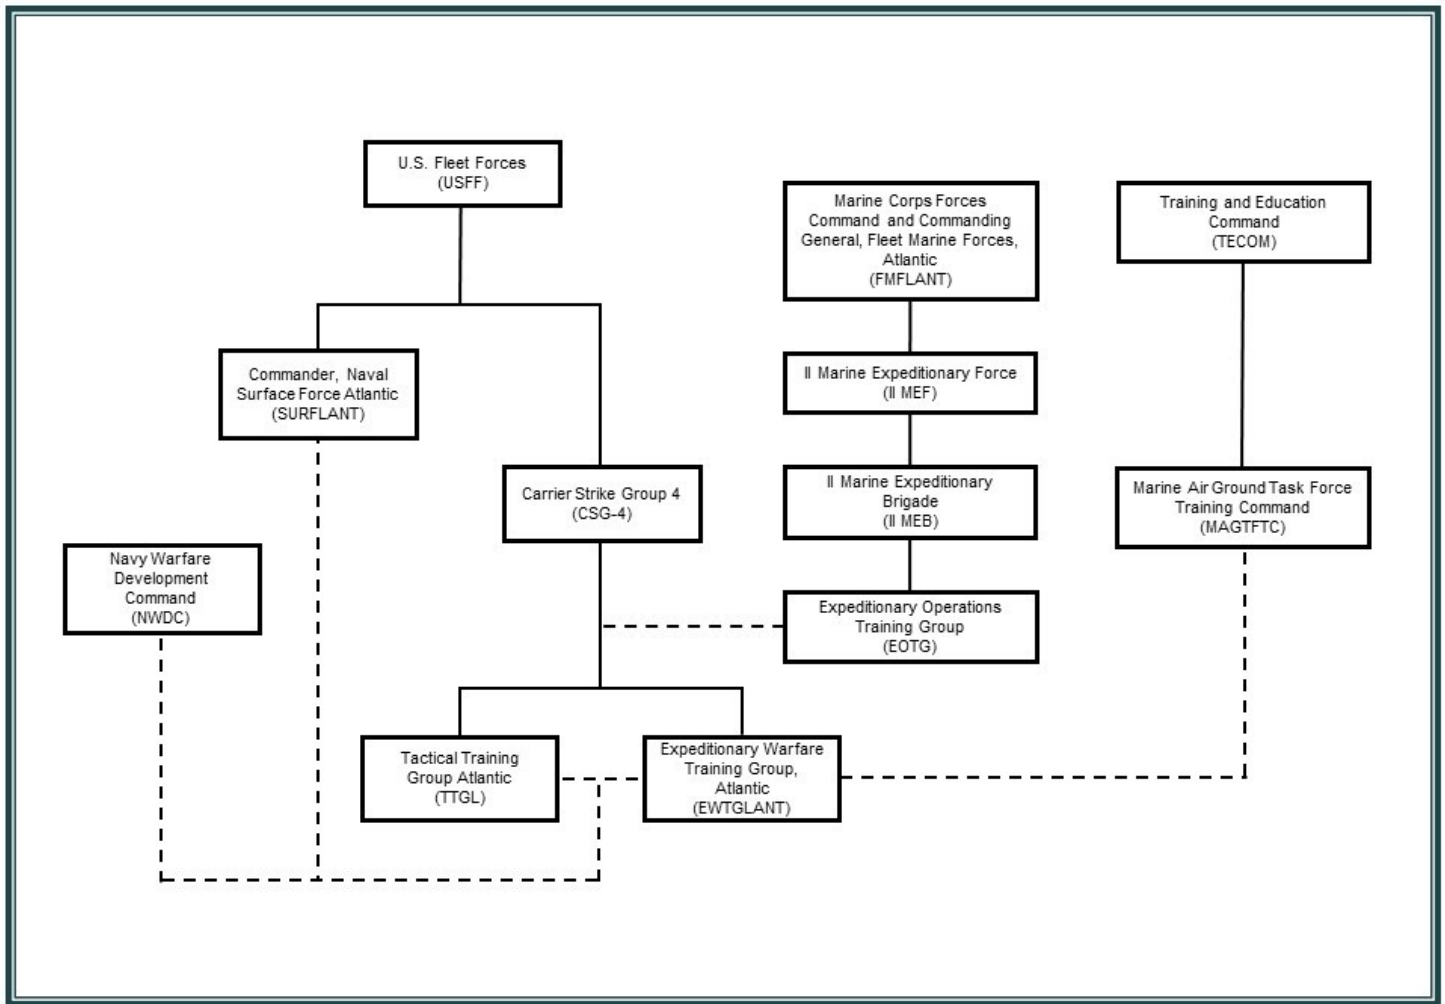 U.S. Fleet Forces
(USFF)
Marine Corps Forces
Command and Commanding
General, Fleet Marine Forces,
Atlantic
(FMFLANT)
Training and Education
Command
(TECOM)
Commander, Naval
Surface Force Atlantic
(SURFLANT)
II Marine Expeditionary Force
(II MEF)
Carrier Strike Group 4
(CSG-4)
II Marine Expeditionary
Brigade
(II MEB)
Marine Air Ground Task Force
Training Command
(MAGTFTC)
Navy Warfare
Development
Command
(NWDC)
Expeditionary Operations
Training Group
(EOTG)
Tactical Training
Group Atlantic
(TTGL)
Expeditionary Warfare
Training Group,
Atlantic
(EWTGLANT)